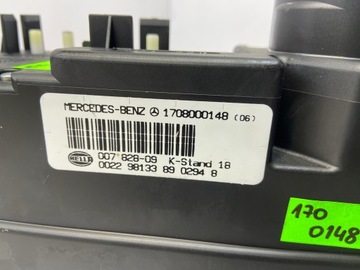 MERCEDES-BENZ 1708000148 (06)
007 828-09 K-Stand 18
HELLA
0022 98133 89 0294 8
170
0148